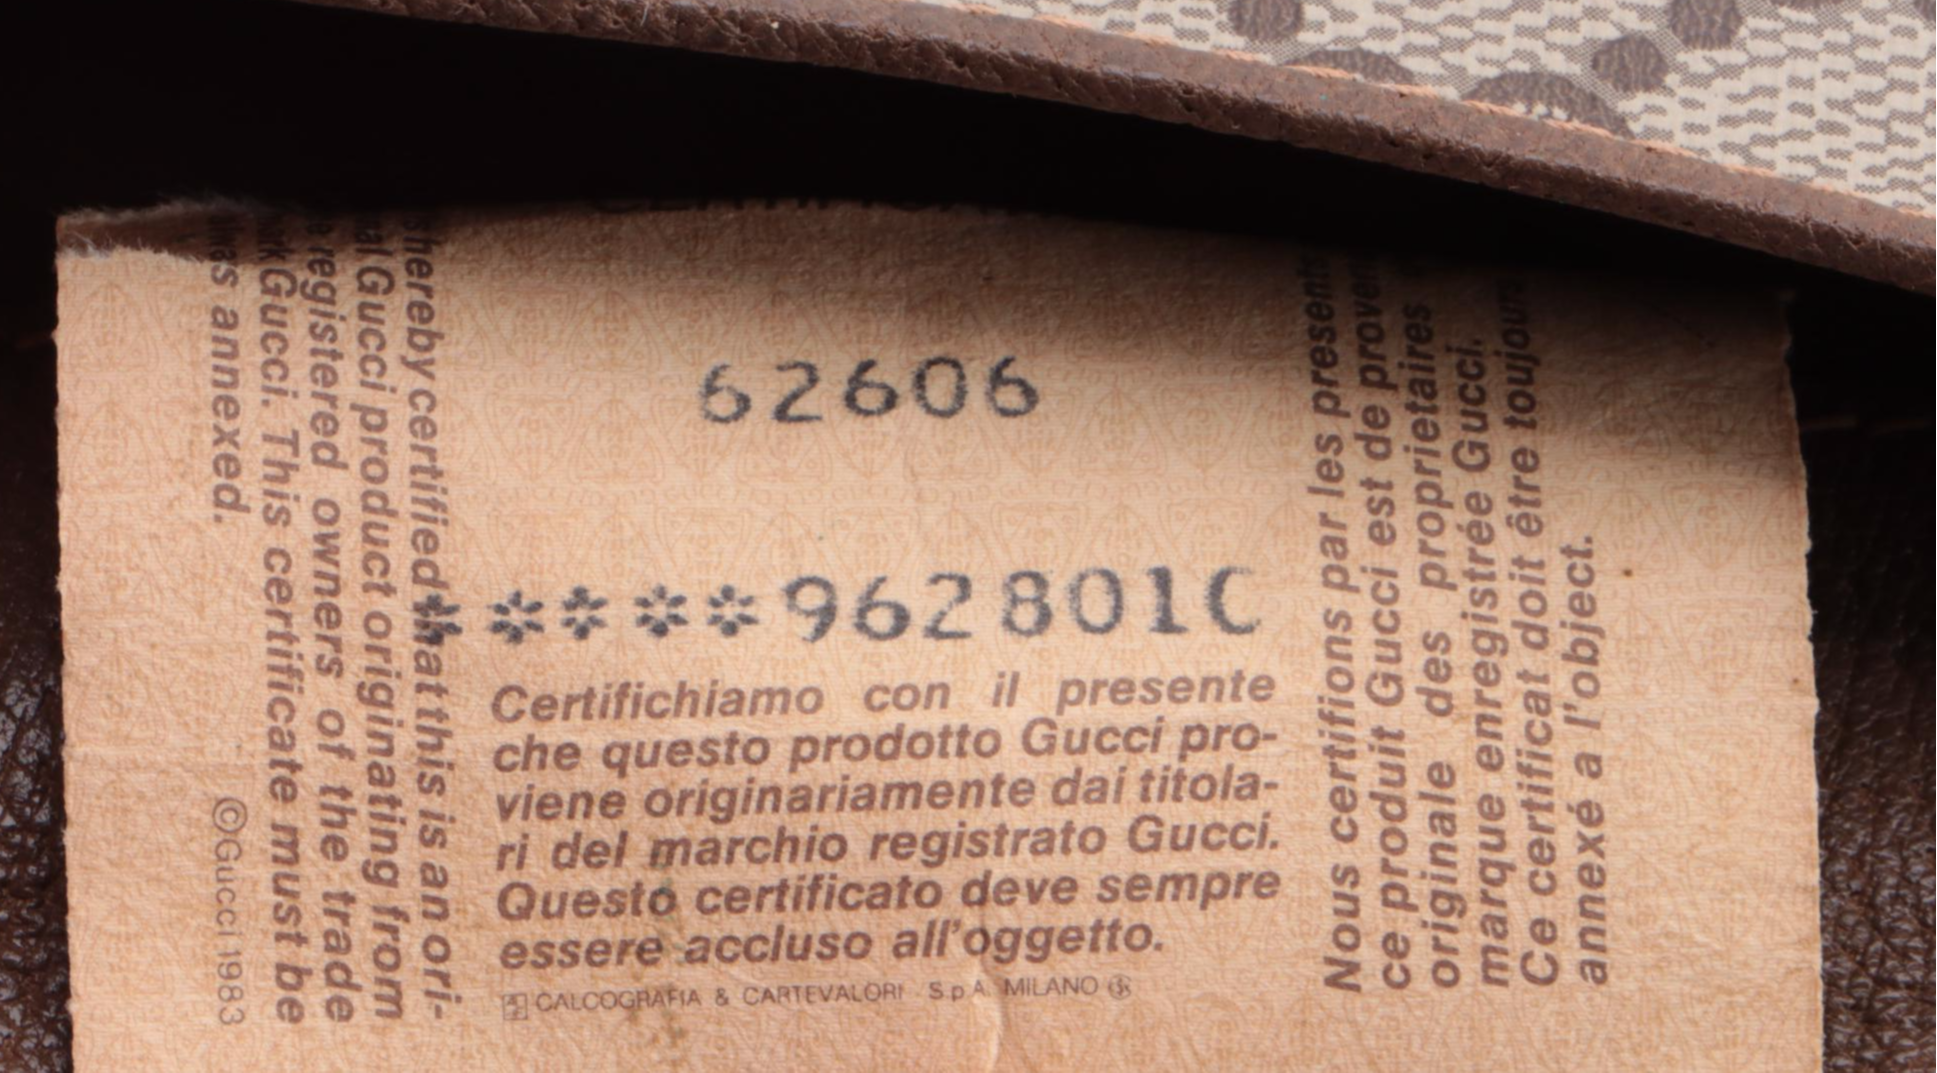 62606
*****962801C
Certifichiamo con il presente
che questo prodotto Gucci pro-
viene originariamente dai titola-
ri del marchio registrato Gucci.
Questo certificato deve sempre
essere accluso all'oggetto.
CALCOGRAFIA & CARTEVALORI S.p.A. MILANO
hereby certified that this is an ori-
Gucci product originating from
registered owners of the trade
Gucci. This certificate must be
annexed.
©Gucci 1983
Nous certifions par les
ce produit Gucci est de
originale des proprietaires
marque enregistrée Gucci.
Ce certificat doit être
annexé a l'object.